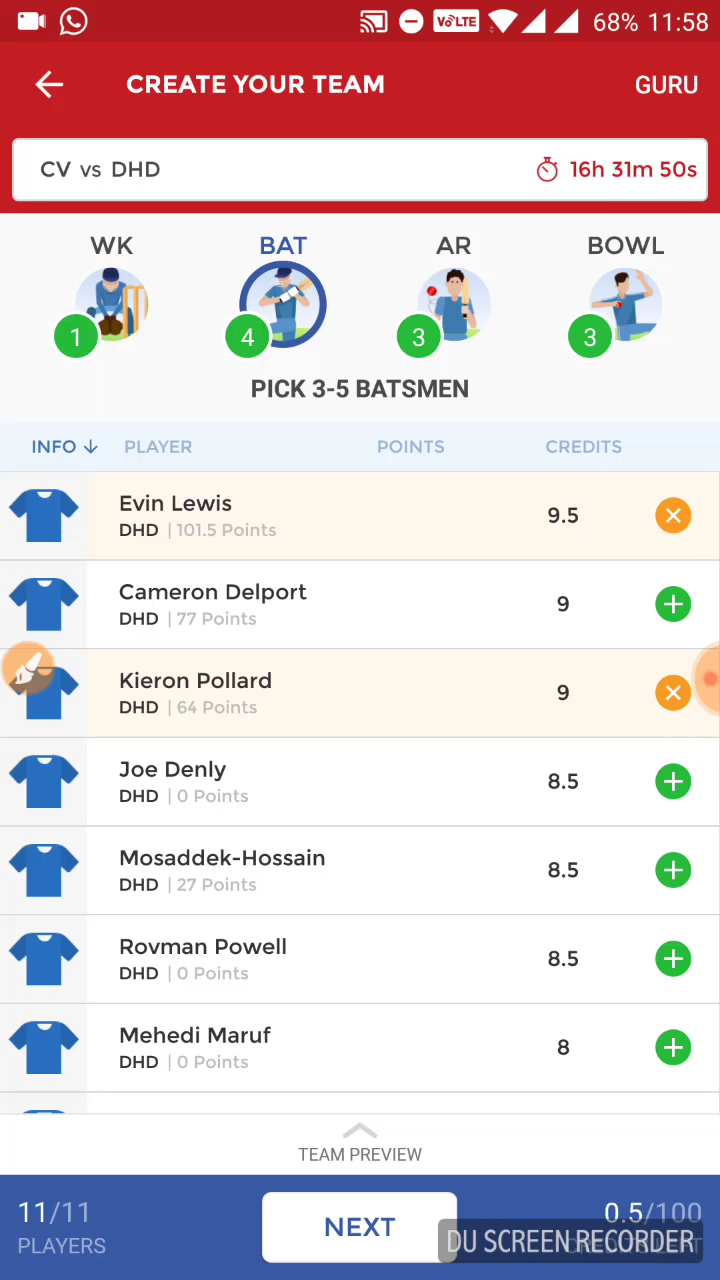 VoLTE 68% 11:58
CREATE YOUR TEAM GURU
CV vs DHD 16h 31m 50s
WK BAT AR BOWL
1 4 3 3
PICK 3-5 BATSMEN
INFO PLAYER POINTS CREDITS
Evin Lewis
DHD | 101.5 Points
9.5
Cameron Delport
DHD | 77 Points
9
Kieron Pollard
DHD | 64 Points
9
Joe Denly
DHD | 0 Points
8.5
Mosaddek-Hossain
DHD | 27 Points
8.5
Rovman Powell
DHD | 0 Points
8.5
Mehedi Maruf
DHD | 0 Points
8
TEAM PREVIEW
11/11
PLAYERS
NEXT
0.5/100
CREDITS LEFT
DU SCREEN RECORDER